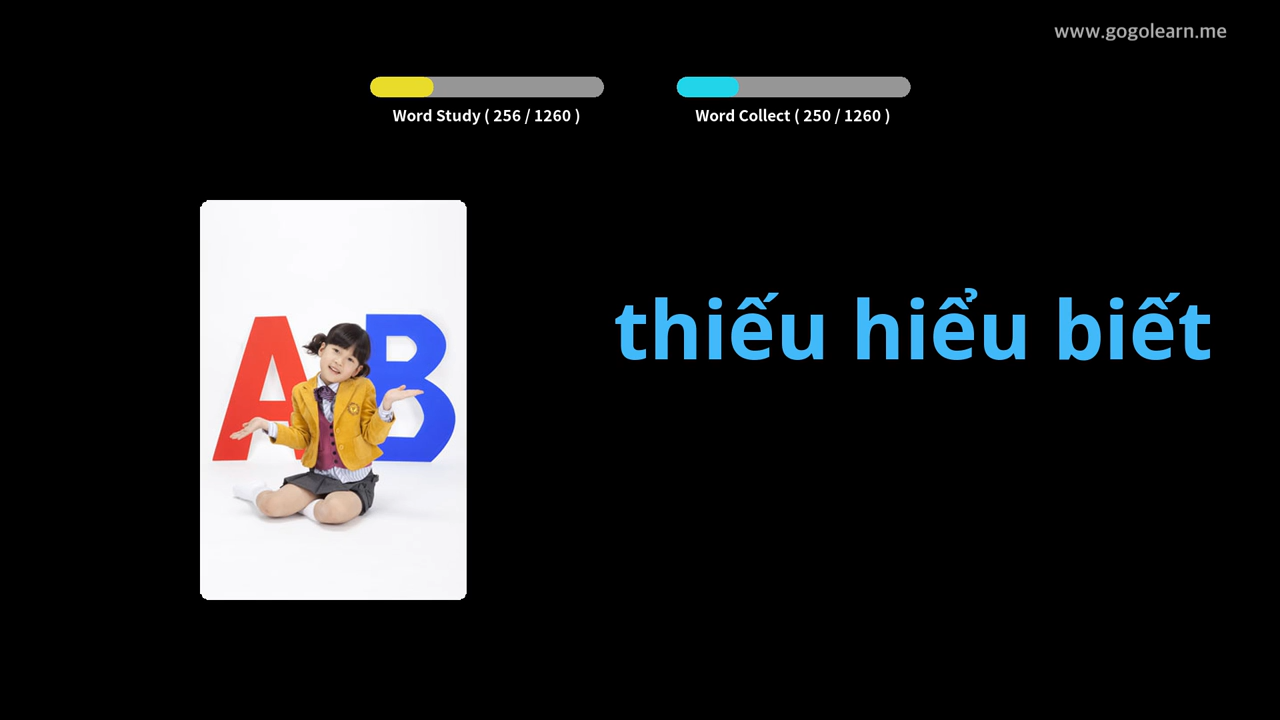 www.gogolearn.me
Word Study ( 256 / 1260 )
Word Collect ( 250 / 1260 )
A B
thiếu hiểu biết